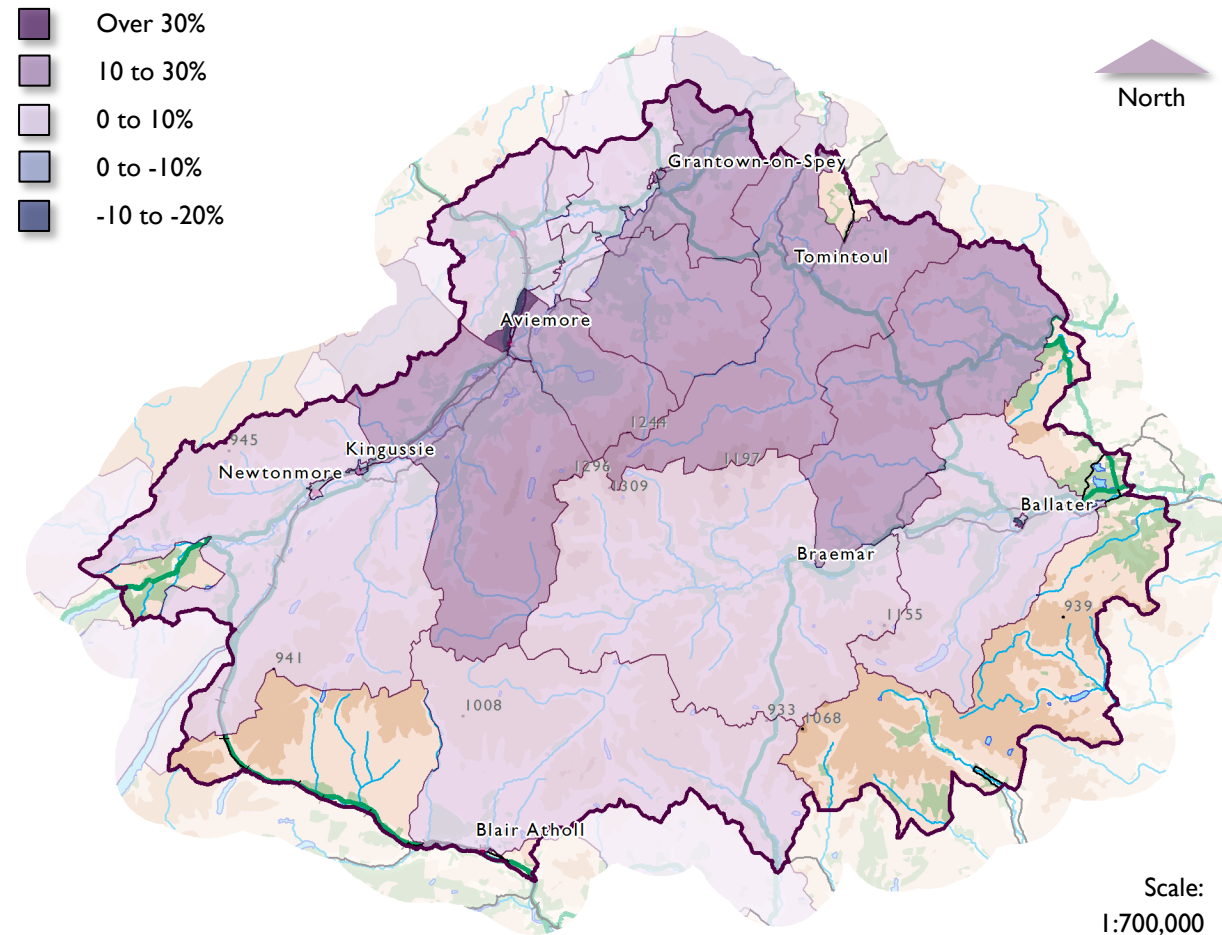 Over 30%
10 to 30%
0 to 10%
0 to -10%
-10 to -20%
North
Grantown-on-Spey
Tomintoul
Aviemore
1244
945
Kingussie
1296
1197
Newtonmore
1309
Ballater
Braemar
939
1155
941
1008
933
1068
Blair Atholl
Scale:
1:700,000